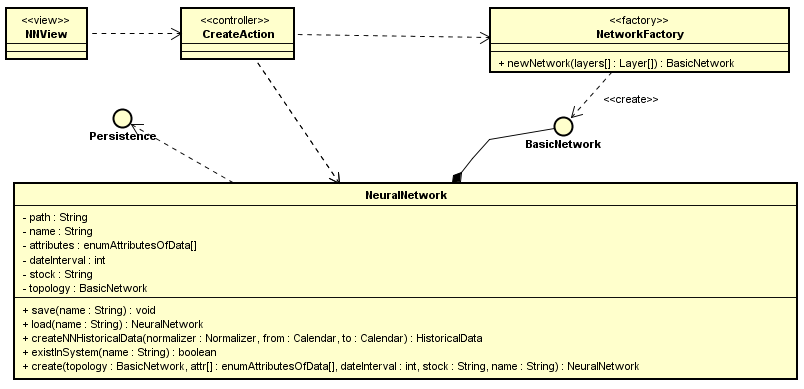 <<view>>
NNView
<<controller>>
CreateAction
<<factory>>
NetworkFactory
+ newNetwork(layers[] : Layer[]) : BasicNetwork
<<create>>
Persistence
BasicNetwork
NeuralNetwork
- path : String
- name : String
- attributes : enumAttributesOfData[]
- dateInterval : int
- stock : String
- topology : BasicNetwork
+ save(name : String) : void
+ load(name : String) : NeuralNetwork
+ createNNHistoricalData(normalizer : Normalizer, from : Calendar, to : Calendar) : HistoricalData
+ existInSystem(name : String) : boolean
+ create(topology : BasicNetwork, attr[] : enumAttributesOfData[], dateInterval : int, stock : String, name : String) : NeuralNetwork